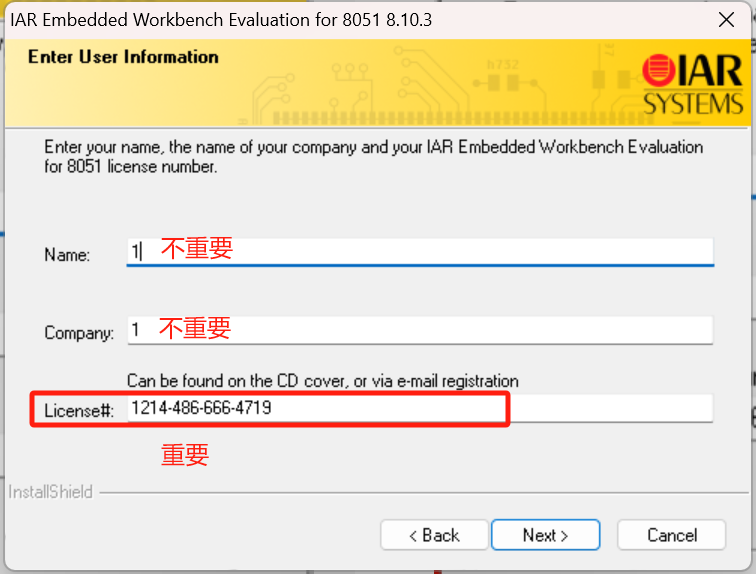 IAR Embedded Workbench Evaluation for 8051 8.10.3
Enter User Information
h732
IAR
SYSTEMS
Enter your name, the name of your company and your IAR Embedded Workbench Evaluation
for 8051 license number.
Name: 1 不重要
Company: 1 不重要
Can be found on the CD cover, or via e-mail registration
License#: 1214-486-666-4719
重要
InstallShield
< Back Next > Cancel